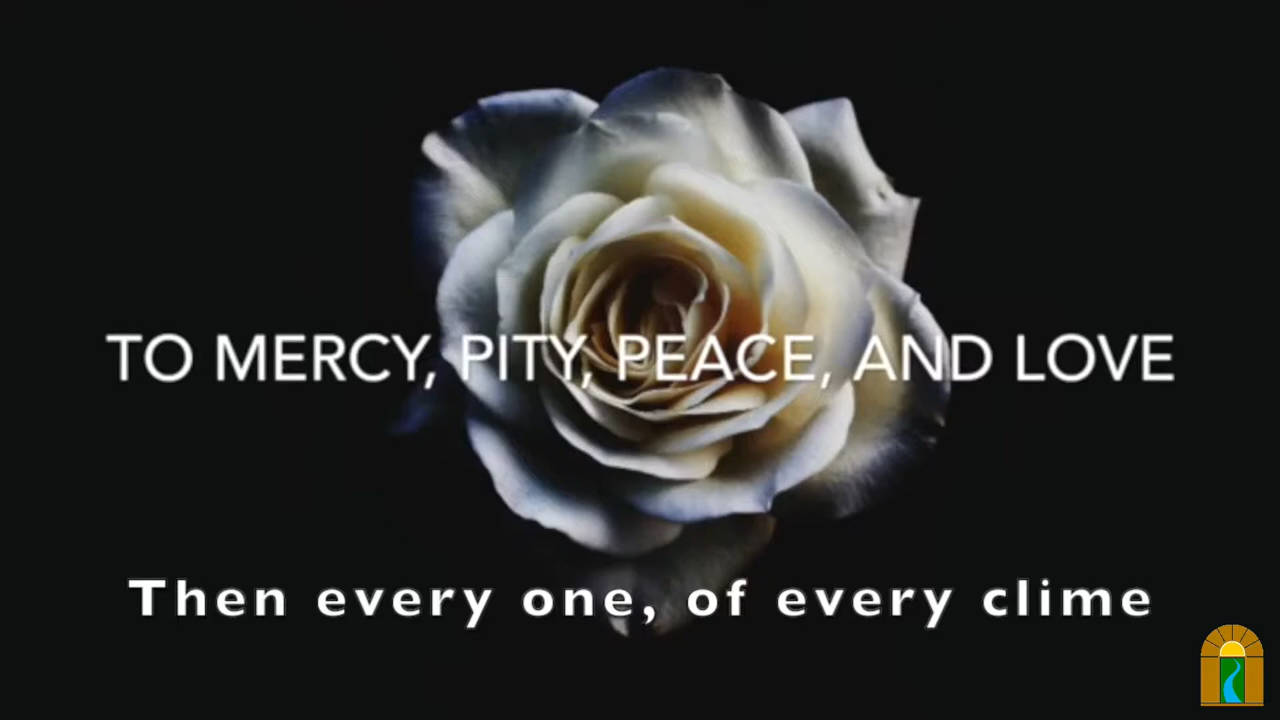 TO MERCY, PITY, PEACE, AND LOVE
Then every one, of every clime